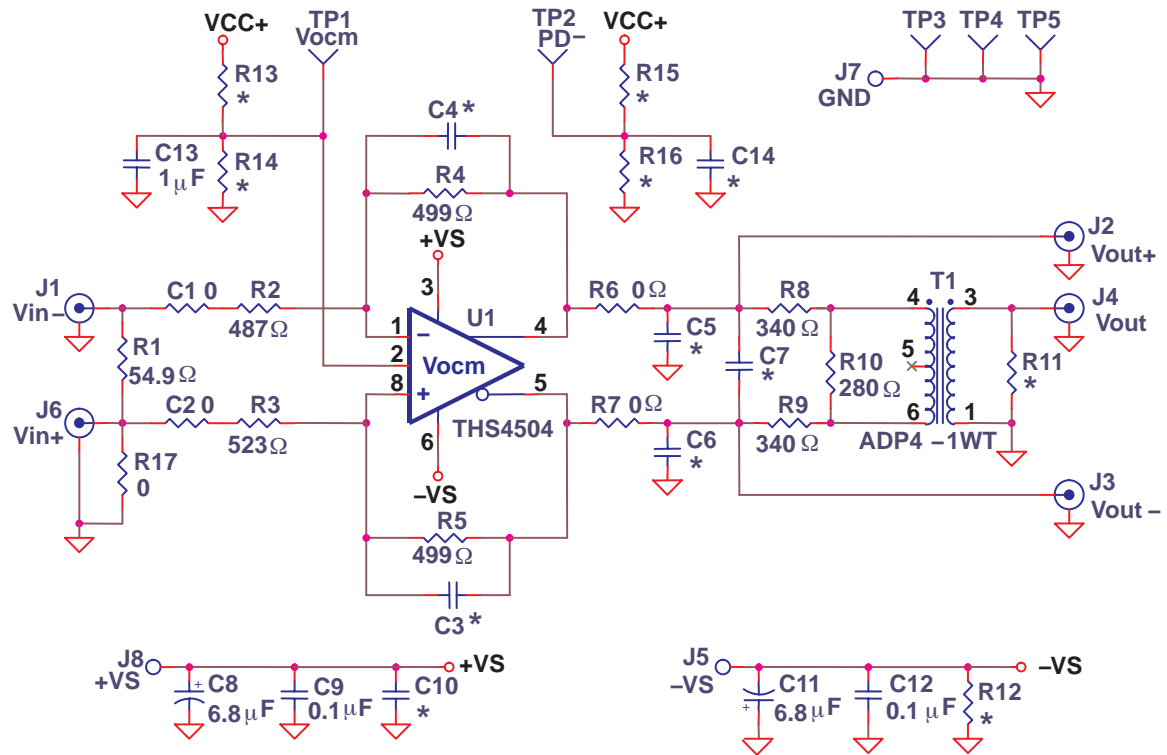 VCC+
TP1
Vocm
TP2
PD−
VCC+
TP3 TP4 TP5
J7
GND
R13
*
R15
*
C13
1 μF
R14
*
C4 *
R16
*
C14
*
R4
499 Ω
+VS
J1
Vin −
C1 0
R2
487 Ω
3
1
−
U1
4
2
Vocm
8
+
5
6
THS4504
−VS
R1
54.9 Ω
J6
Vin+
C2 0
R3
523 Ω
R17
0
R5
499 Ω
C3 *
R6 0 Ω
C5
*
C7
*
R7 0 Ω
C6
*
R8
340 Ω
R10
280 Ω
R9
340 Ω
T1
4
3
5
6
1
ADP4 −1WT
R11
*
J2
Vout+
J4
Vout
J3
Vout −
J8
+VS
+VS
+
C8
6.8 μF
C9
0.1 μF
C10
*
J5
−VS
−VS
+
C11
6.8 μF
C12
0.1 μF
R12
*